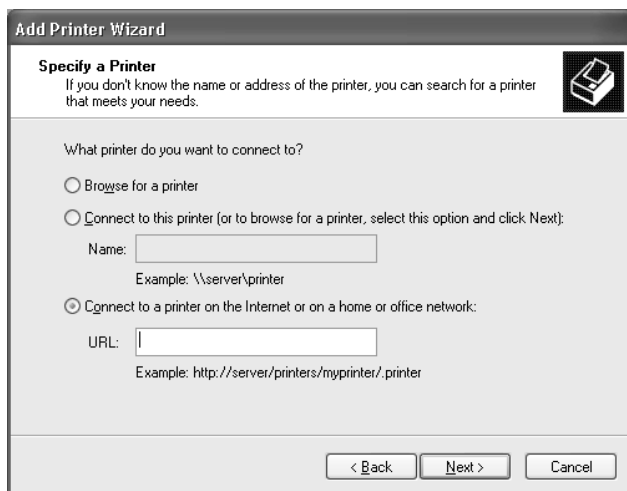 Add Printer Wizard
Specify a Printer
If you don't know the name or address of the printer, you can search for a printer
that meets your needs.
What printer do you want to connect to?
Browse for a printer
Connect to this printer (or to browse for a printer, select this option and click Next):
Name:
Example: \\server\printer
Connect to a printer on the Internet or on a home or office network:
URL:
Example: http://server/printers/myprinter/.printer
< Back Next > Cancel